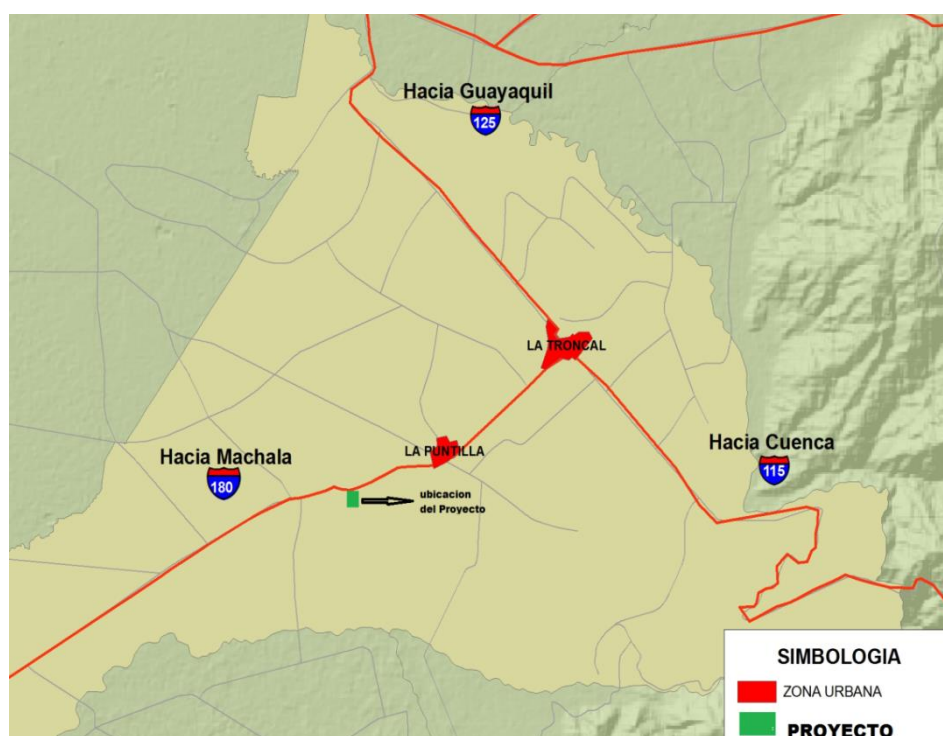 Hacia Guayaquil
125
LA TRONCAL
LA PUNTILLA
Hacia Machala
180
Hacia Cuenca
115
ubicacion
del Proyecto
SIMBOLOGIA
ZONA URBANA
PROYECTO